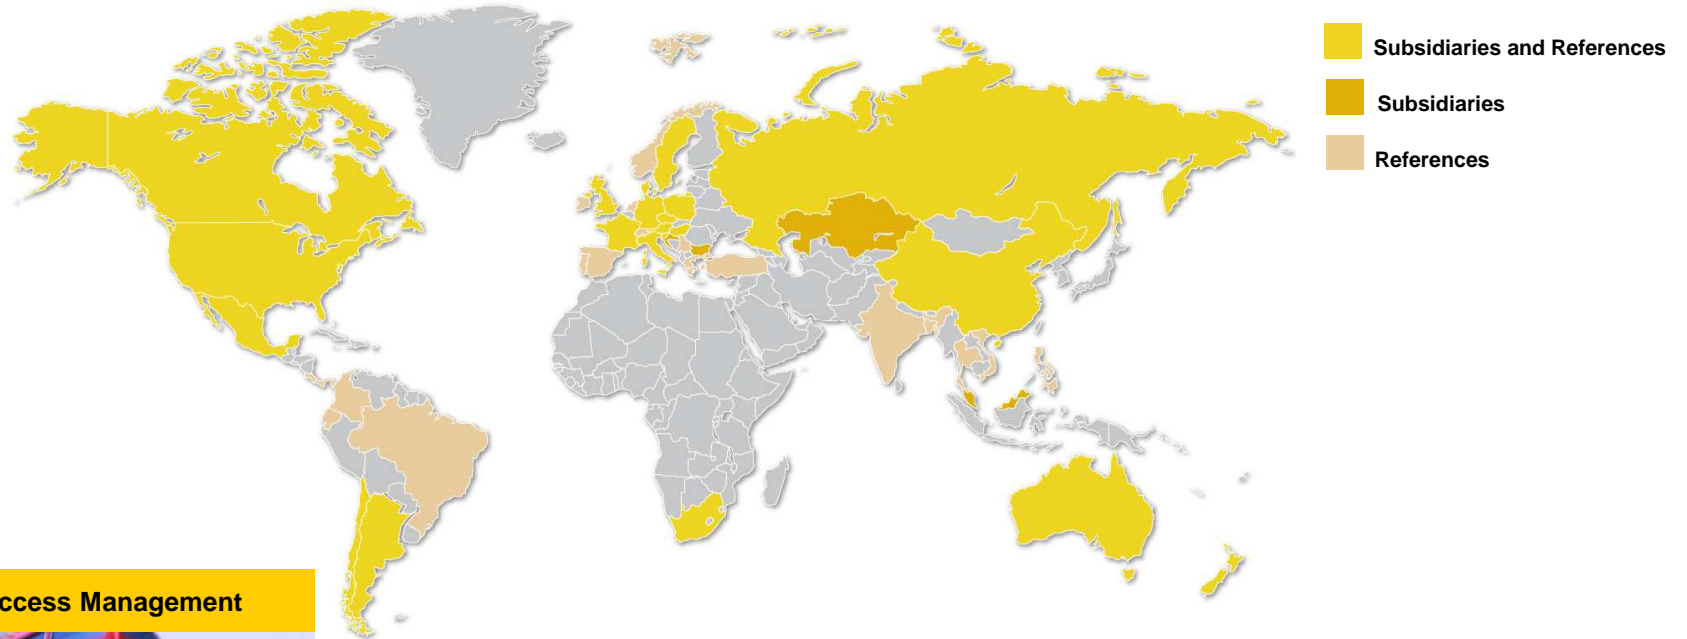 Subsidiaries and References
Subsidiaries
References
ccess Management